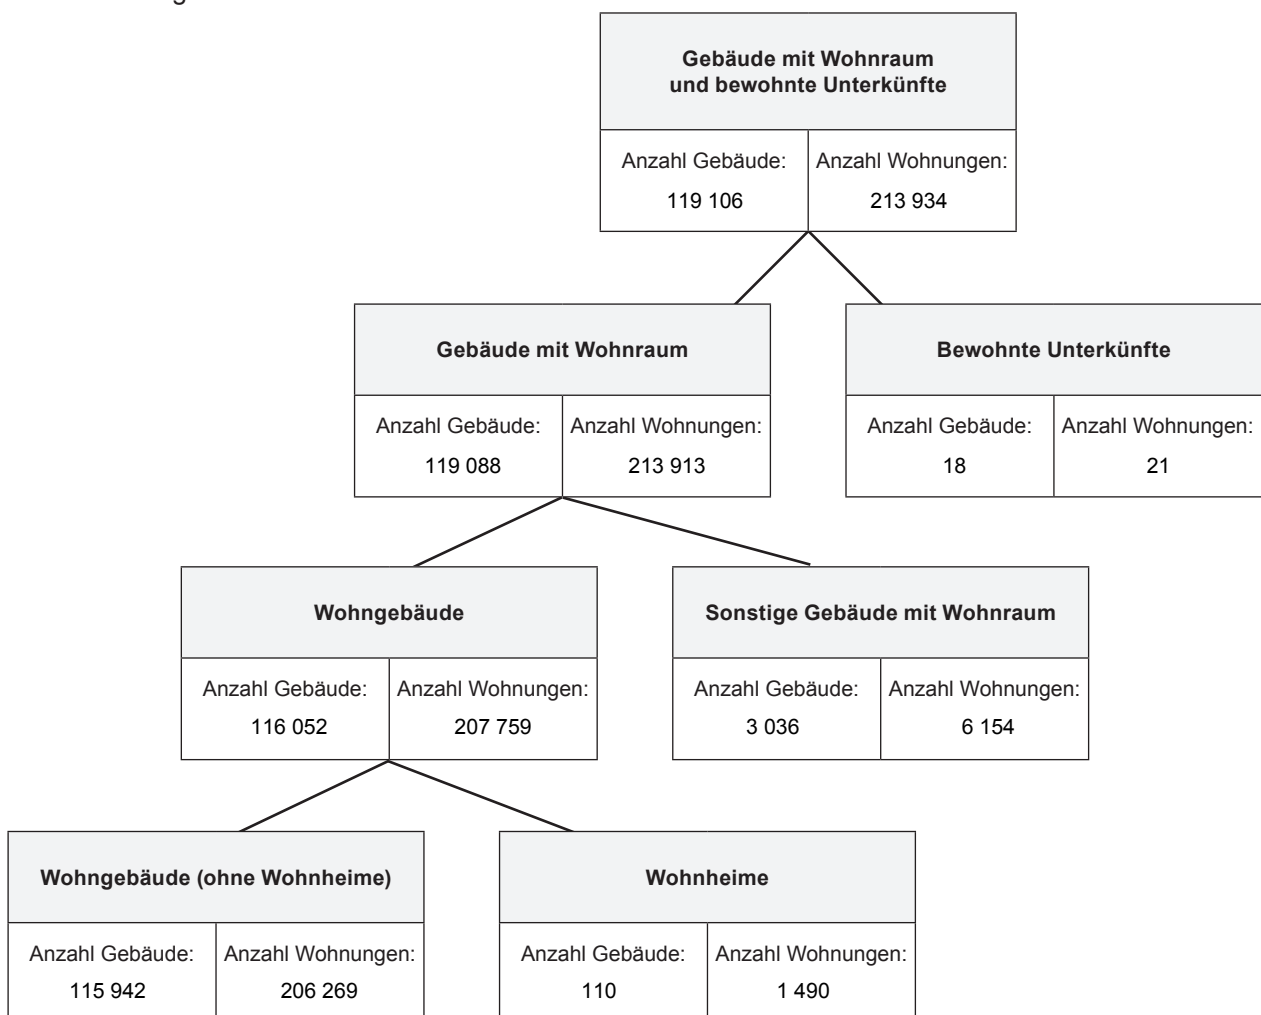 Gebäude mit Wohnraum
und bewohnte Unterkünfte
Anzahl Gebäude: Anzahl Wohnungen:
119 106 213 934
Gebäude mit Wohnraum Bewohnte Unterkünfte
Anzahl Gebäude: Anzahl Wohnungen: Anzahl Gebäude: Anzahl Wohnungen:
119 088 213 913 18 21
Wohngebäude Sonstige Gebäude mit Wohnraum
Anzahl Gebäude: Anzahl Wohnungen: Anzahl Gebäude: Anzahl Wohnungen:
116 052 207 759 3 036 6 154
Wohngebäude (ohne Wohnheime) Wohnheime
Anzahl Gebäude: Anzahl Wohnungen: Anzahl Gebäude: Anzahl Wohnungen:
115 942 206 269 110 1 490